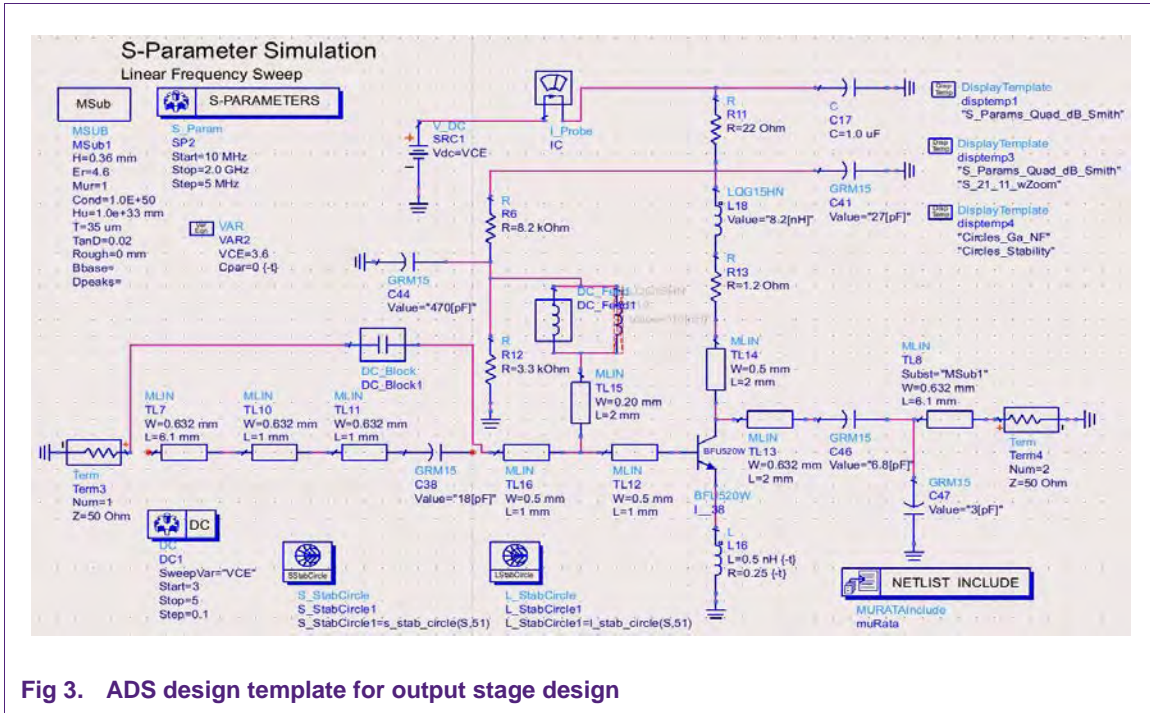 S-Parameter Simulation
Linear Frequency Sweep
MSub
MSUB
MSub1
H=0.36 mm
Er=4.6
Mur=1
Cond=1.0E+50
Hu=1.0e+33 mm
T=35 um
TanD=0.02
Rough=0 mm
Bbase=
Dpeaks=
S-PARAMETERS
S_Param
SP2
Start=10 MHz
Stop=2.0 GHz
Step=5 MHz
Var
Eqn
VAR
VAR2
VCE=3.6
Cpar=0 {-t}
V_DC
SRC1
Vdc=VCE
I_Probe
IC
R
R11
R=22 Ohm
C
C17
C=1.0 uF
Disp
Temp
DisplayTemplate
disptemp1
"S_Params_Quad_dB_Smith"
Disp
Temp
DisplayTemplate
disptemp3
"S_Params_Quad_dB_Smith"
"S_21_11_wZoom"
Disp
Temp
DisplayTemplate
disptemp4
"Circles_Ga_NF"
"Circles_Stability"
R
R6
R=8.2 kOhm
LQG15HN
L18
Value="8.2[nH]"
GRM15
C41
Value="27[pF]"
GRM15
C44
Value="470[pF]"
DC_Feed
DC_Feed1
R
R13
R=1.2 Ohm
R
R12
R=3.3 kOhm
DC_Block
DC_Block1
MLIN
TL15
W=0.20 mm
L=2 mm
MLIN
TL14
W=0.5 mm
L=2 mm
MLIN
TL8
Subst="MSub1"
W=0.632 mm
L=6.1 mm
MLIN
TL7
W=0.632 mm
L=6.1 mm
MLIN
TL10
W=0.632 mm
L=1 mm
MLIN
TL11
W=0.632 mm
L=1 mm
Term
Term3
Num=1
Z=50 Ohm
GRM15
C38
Value="18[pF]"
MLIN
TL16
W=0.5 mm
L=1 mm
MLIN
TL12
W=0.5 mm
L=1 mm
BFU520W
BFU520W
I__38
MLIN
TL13
W=0.632 mm
L=2 mm
GRM15
C46
Value="6.8[pF]"
GRM15
C47
Value="3[pF]"
Term
Term4
Num=2
Z=50 Ohm
L
L16
L=0.5 nH {-t}
R=0.25 {-t}
DC
DC
DC1
SweepVar="VCE"
Start=3
Stop=5
Step=0.1
SStabCircle
S_StabCircle
S_StabCircle1
S_StabCircle1=s_stab_circle(S,51)
LStabCircle
L_StabCircle
L_StabCircle1
L_StabCircle1=l_stab_circle(S,51)
NETLIST INCLUDE
MURATAInclude
muRata
Fig 3. ADS design template for output stage design